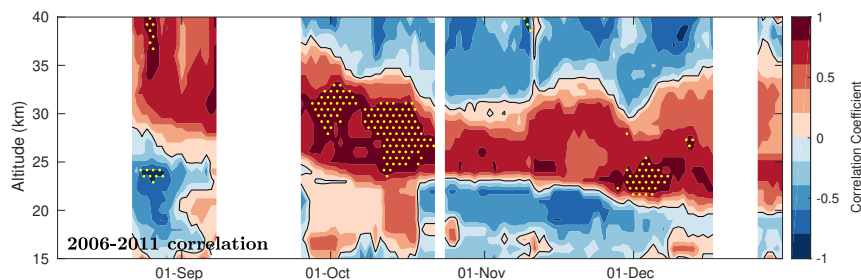 40
35
30
25
20
15
Altitude (km)
2006-2011 correlation
01-Sep
01-Oct
01-Nov
01-Dec
1
0.5
0
-0.5
-1
Correlation Coefficient